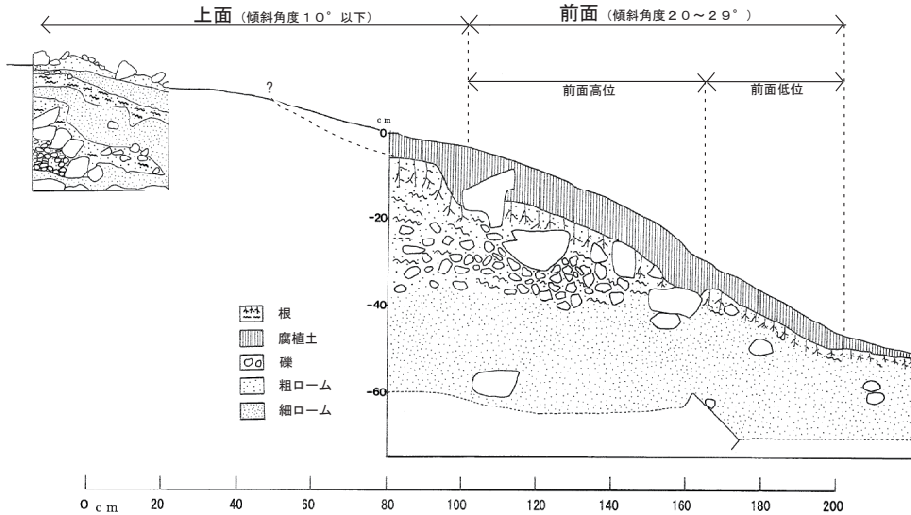 上面（傾斜角度１０°以下）
前面（傾斜角度２０～２９°）
前面高位
前面低位
?
cm
0
-20
-40
-60
根
腐植土
礫
粗ローム
細ローム
0 cm 20 40 60 80 100 120 140 160 180 200